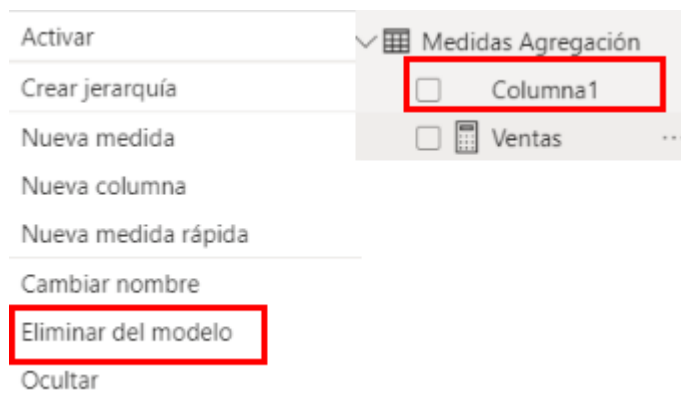 Activar
Crear jerarquía
Nueva medida
Nueva columna
Nueva medida rápida
Cambiar nombre
Eliminar del modelo
Ocultar
Medidas Agregación
Columna1
Ventas